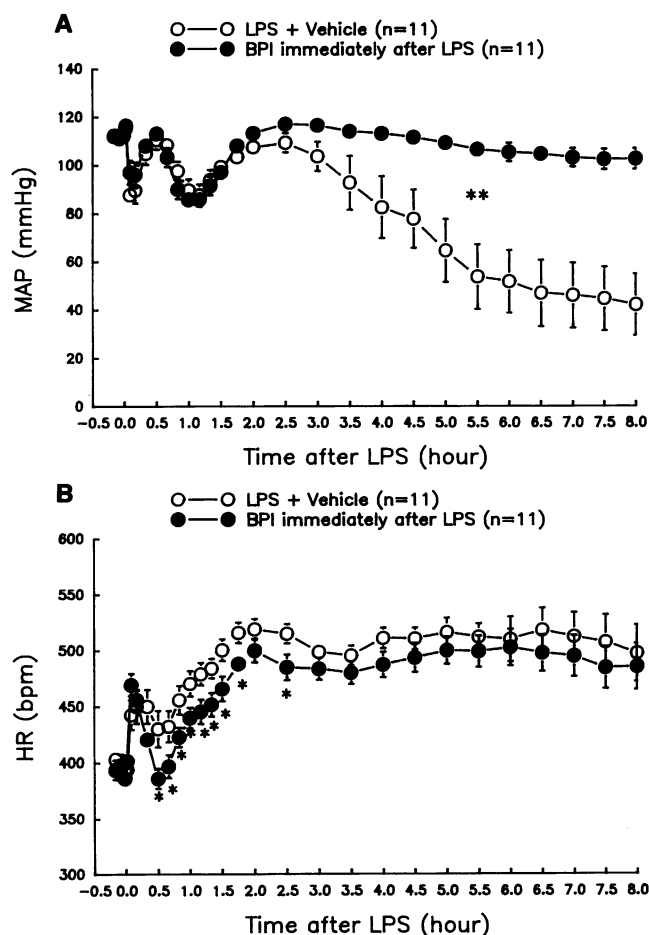 A
LPS + Vehicle (n=11)
BPI immediately after LPS (n=11)
140
120
100
80
60
40
20
0
MAP (mmHg)
**
-0.5 0.0 0.5 1.0 1.5 2.0 2.5 3.0 3.5 4.0 4.5 5.0 5.5 6.0 6.5 7.0 7.5 8.0
Time after LPS (hour)
B
LPS + Vehicle (n=11)
BPI immediately after LPS (n=11)
600
550
500
450
400
350
300
HR (bpm)
* * * * * * * * *
-0.5 0.0 0.5 1.0 1.5 2.0 2.5 3.0 3.5 4.0 4.5 5.0 5.5 6.0 6.5 7.0 7.5 8.0
Time after LPS (hour)